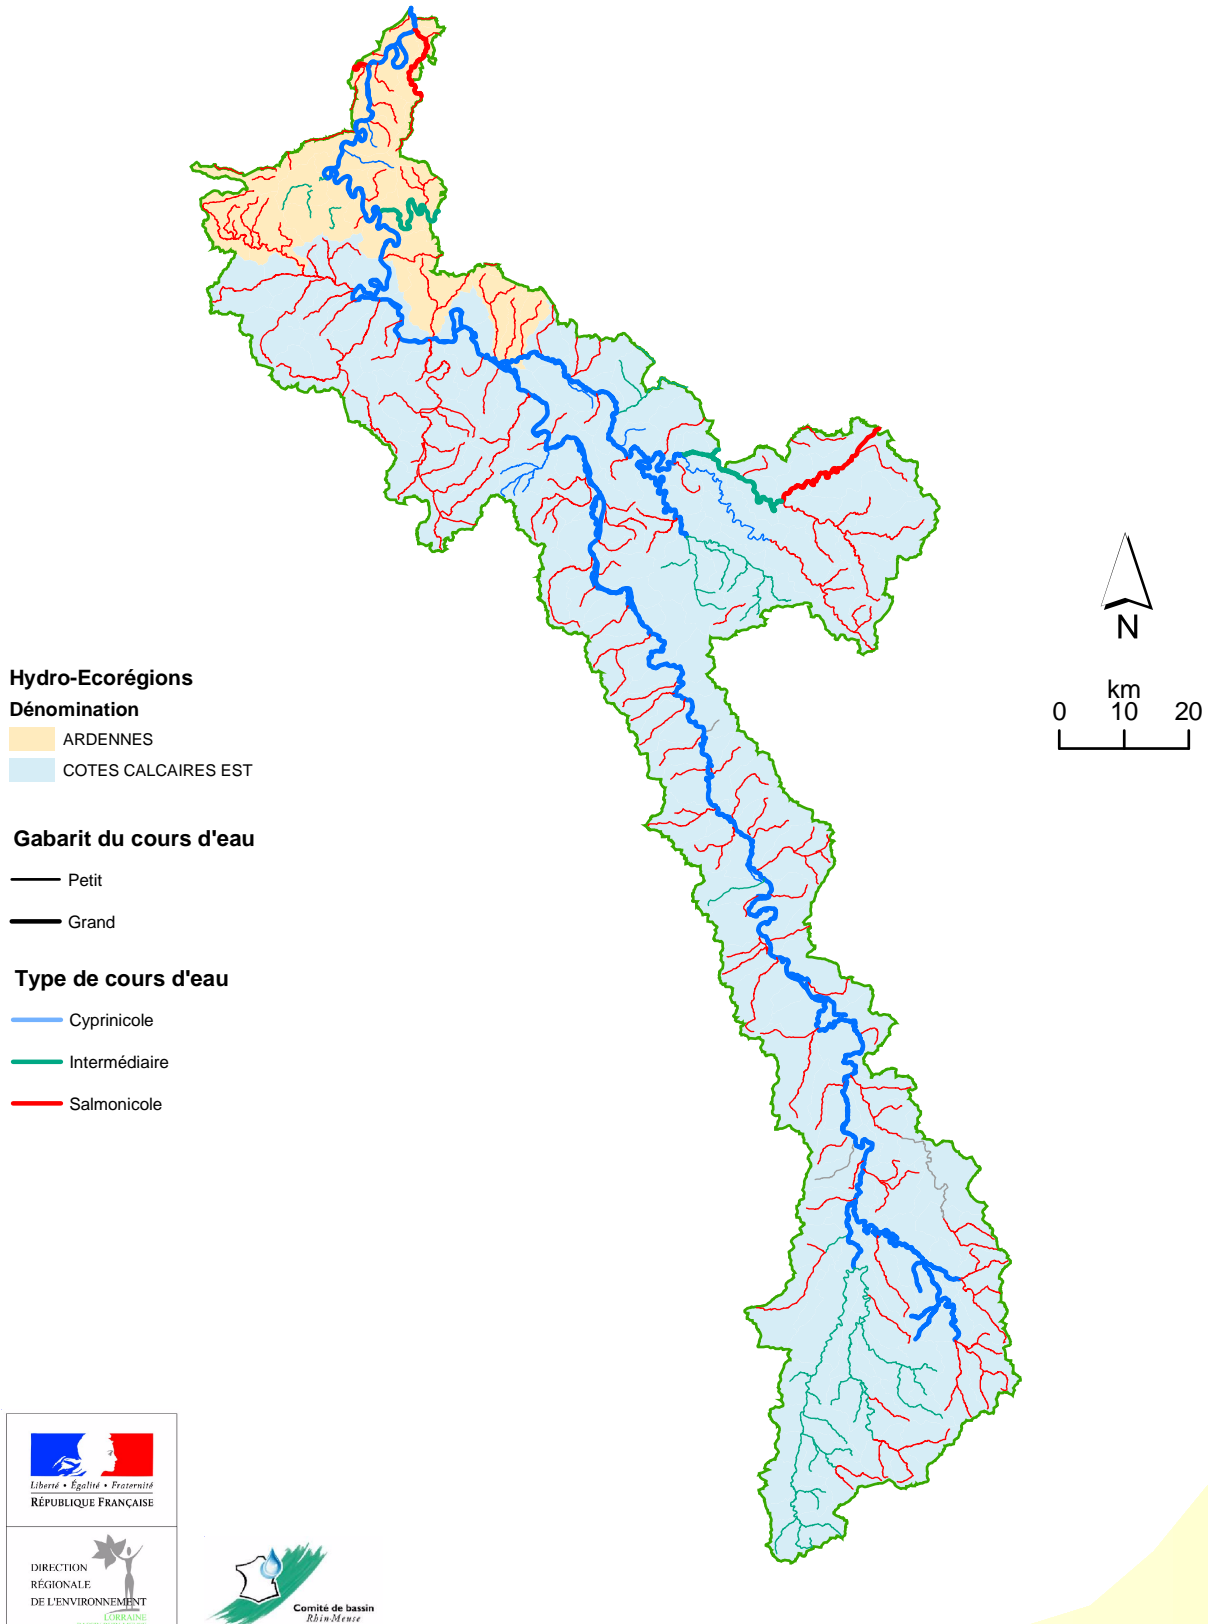 N
km
0 10 20
Hydro-Ecorégions
Dénomination
ARDENNES
COTES CALCAIRES EST
Gabarit du cours d'eau
Petit
Grand
Type de cours d'eau
Cyprinicole
Intermédiaire
Salmonicole
Liberté • Égalité • Fraternité
RÉPUBLIQUE FRANÇAISE
DIRECTION
RÉGIONALE
DE L'ENVIRONNEMENT
LORRAINE
Comité de bassin
Rhin-Meuse